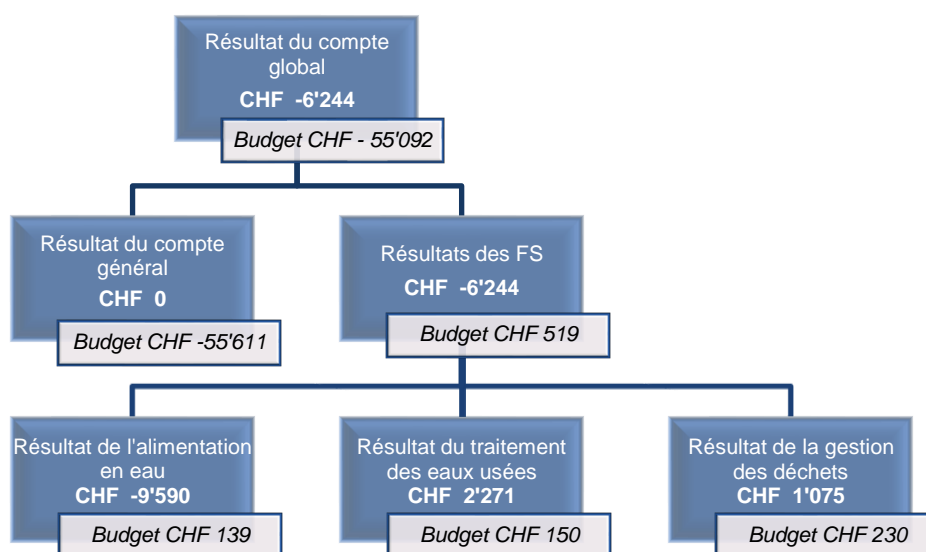 Résultat du compte
global
CHF -6'244
Budget CHF - 55'092
Résultat du compte
général
CHF 0
Budget CHF -55'611
Résultats des FS
CHF -6'244
Budget CHF 519
Résultat de l'alimentation
en eau
CHF -9'590
Budget CHF 139
Résultat du traitement
des eaux usées
CHF 2'271
Budget CHF 150
Résultat de la gestion
des déchets
CHF 1'075
Budget CHF 230